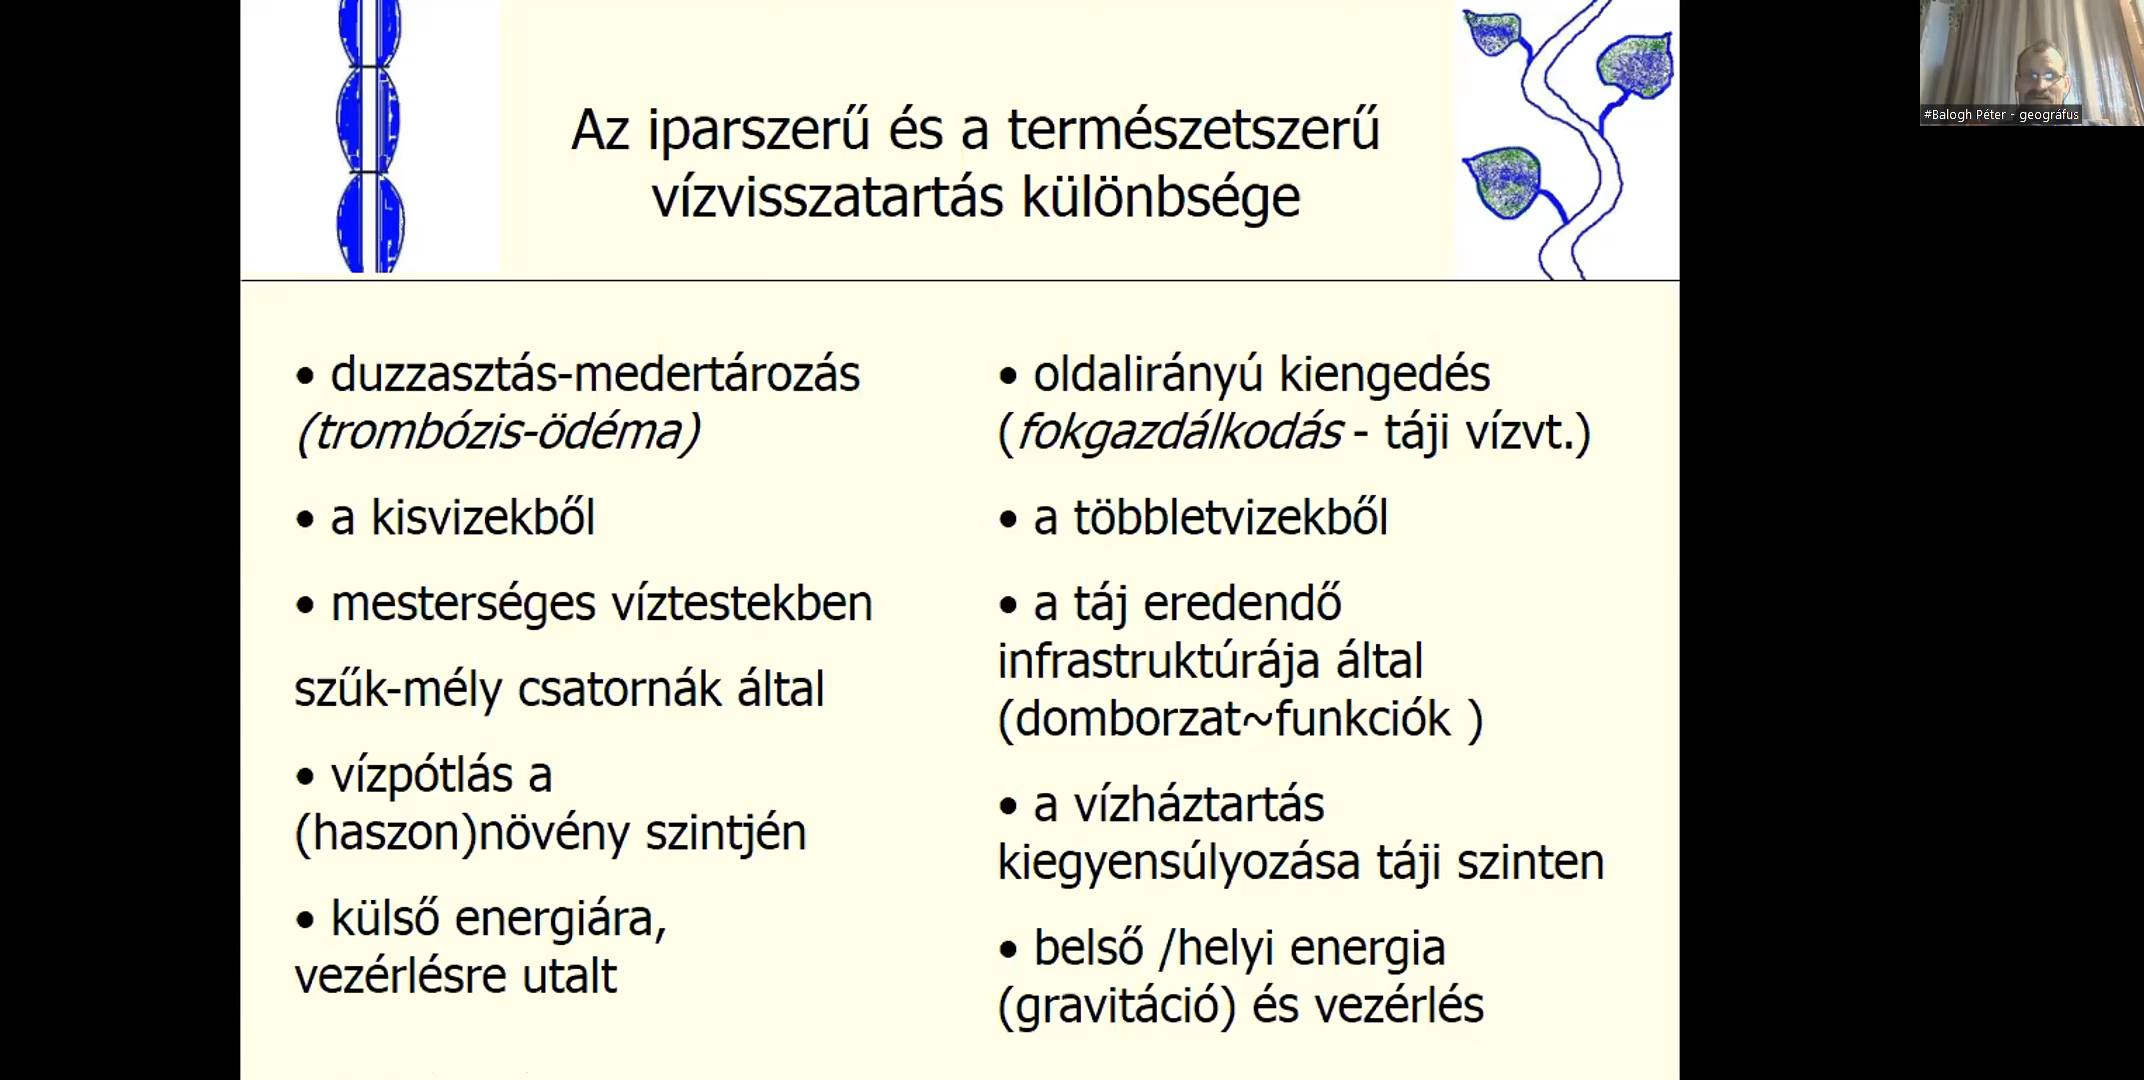 Az iparszerű és a természetszerű
vízvisszatartás különbsége
• duzzasztás-medertározás
(trombózis-ödéma)
• a kisvizekből
• mesterséges víztestekben
szűk-mély csatornák által
• vízpótlás a
(haszon)növény szintjén
• külső energiára,
vezérlésre utalt
• oldalirányú kiengedés
(fokgazdálkodás - táji vízvt.)
• a többletvizekből
• a táj eredendő
infrastruktúrája által
(domborzat~funkciók )
• a vízháztartás
kiegyensúlyozása táji szinten
• belső /helyi energia
(gravitáció) és vezérlés
#Balogh Péter - geográfus